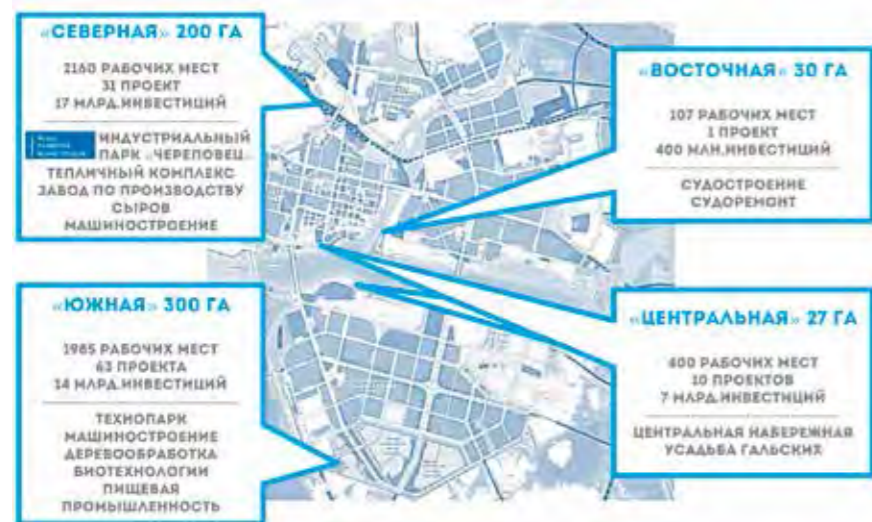 «СЕВЕРНАЯ» 200 ГА
2160 РАБОЧИХ МЕСТ
31 ПРОЕКТ
17 МЛРД.ИНВЕСТИЦИЙ
ИНДУСТРИАЛЬНЫЙ
ПАРК «ЧЕРЕПОВЕЦ»
ТЕПЛИЧНЫЙ КОМПЛЕКС
ЗАВОД ПО ПРОИЗВОДСТВУ
СЫРОВ
МАШИНОСТРОЕНИЕ
«ВОСТОЧНАЯ» 30 ГА
107 РАБОЧИХ МЕСТ
1 ПРОЕКТ
400 МЛН.ИНВЕСТИЦИЙ
СУДОСТРОЕНИЕ
СУДОРЕМОНТ
«ЮЖНАЯ» 300 ГА
1985 РАБОЧИХ МЕСТ
63 ПРОЕКТА
14 МЛРД.ИНВЕСТИЦИЙ
ТЕХНОПАРК
МАШИНОСТРОЕНИЕ
ДЕРЕВООБРАБОТКА
БИОТЕХНОЛОГИИ
ПИЩЕВАЯ
ПРОМЫШЛЕННОСТЬ
«ЦЕНТРАЛЬНАЯ» 27 ГА
600 РАБОЧИХ МЕСТ
10 ПРОЕКТОВ
7 МЛРД.ИНВЕСТИЦИЙ
ЦЕНТРАЛЬНАЯ НАБЕРЕЖНАЯ
УСАДЬБА ГАЛЬСКИХ